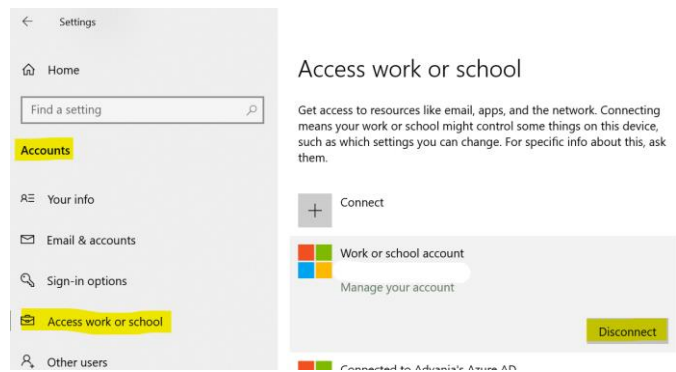 Settings
Home
Find a setting
Accounts
Your info
Email & accounts
Sign-in options
Access work or school
Other users
Access work or school
Get access to resources like email, apps, and the network. Connecting
means your work or school might control some things on this device,
such as which settings you can change. For specific info about this, ask
them.
Connect
Work or school account
Manage your account
Disconnect
Connected to Advania's Azure AD